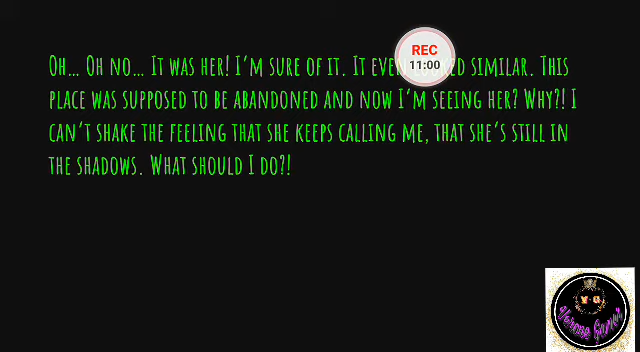 Oh... Oh no... It was her! I'm sure of it. It even looked similar. This
place was supposed to be abandoned and now I'm seeing her? Why?! I
can't shake the feeling that she keeps calling me, that she's still in
the shadows. What should I do?!
REC
11:00
Y G